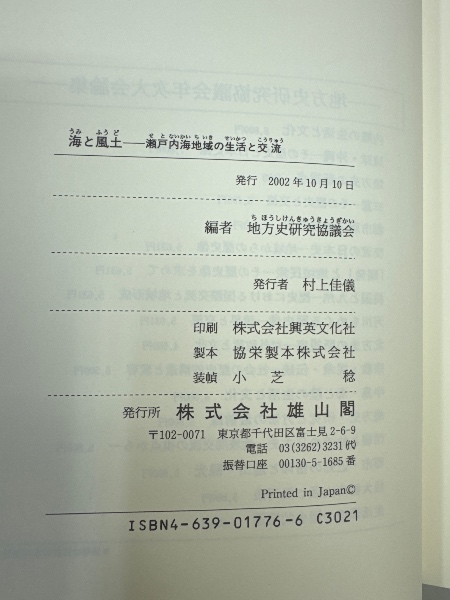 海と風土――瀬戸内海地域の生活と交流
発行 2002年10月10日
編者 地方史研究協議会
発行者 村上佳儀
印刷 株式会社興英文化社
製本 協栄製本株式会社
装幀 小芝 稔
発行所 株式会社雄山閣
〒102-0071 東京都千代田区富士見2-6-9
電話 03(3262)3231㈹
振替口座 00130-5-1685番
Printed in Japan©
ISBN4-639-01776-6 C3021